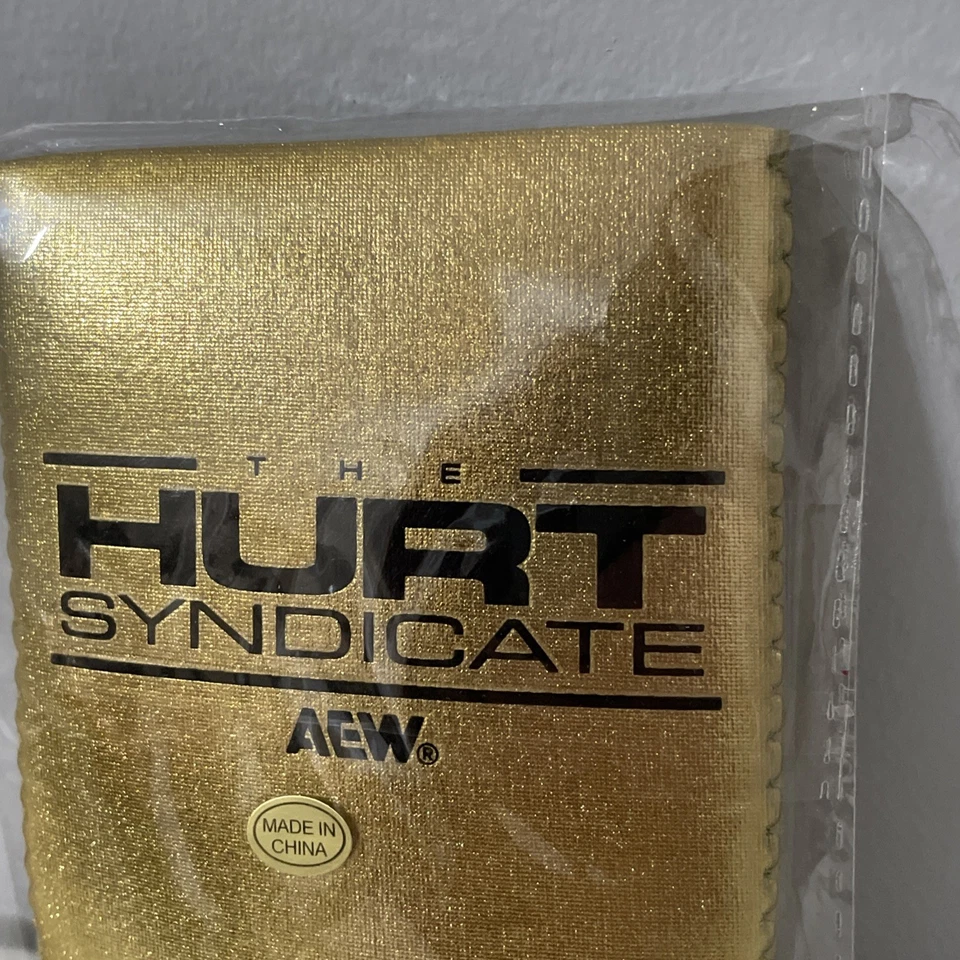 THE
HURT
SYNDICATE
AEW®
MADE IN
CHINA